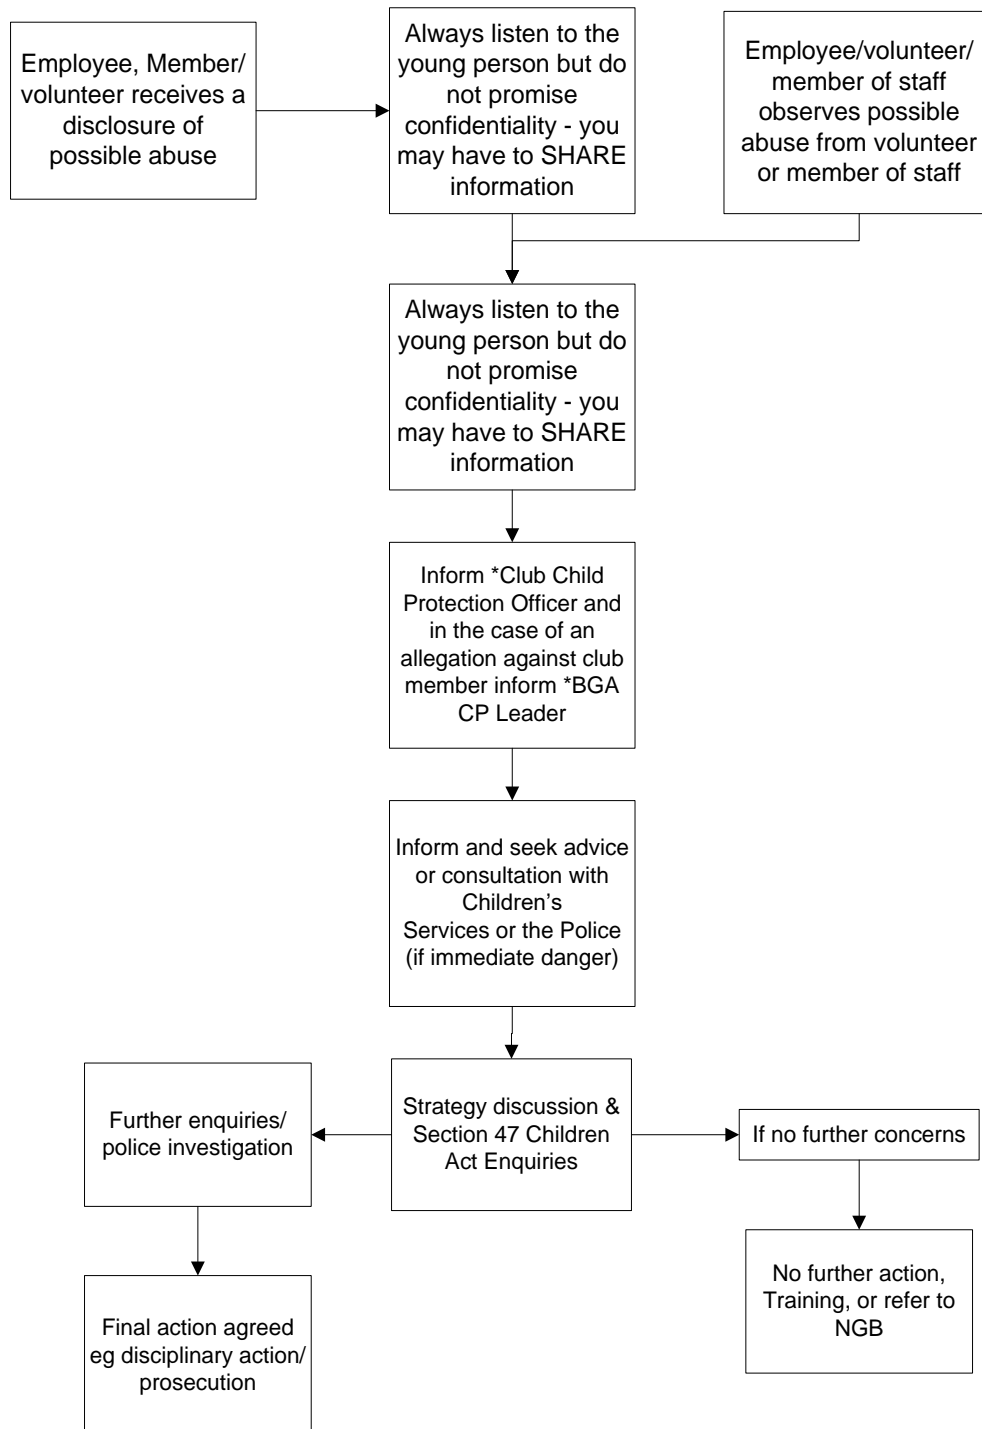 Employee, Member/
volunteer receives a
disclosure of
possible abuse
Always listen to the
young person but do
not promise
confidentiality - you
may have to SHARE
information
Employee/volunteer/
member of staff
observes possible
abuse from volunteer
or member of staff
Always listen to the
young person but do
not promise
confidentiality - you
may have to SHARE
information
Inform *Club Child
Protection Officer and
in the case of an
allegation against club
member inform *BGA
CP Leader
Inform and seek advice
or consultation with
Children’s
Services or the Police
(if immediate danger)
Further enquiries/
police investigation
Strategy discussion &
Section 47 Children
Act Enquiries
If no further concerns
Final action agreed
eg disciplinary action/
prosecution
No further action,
Training, or refer to
NGB